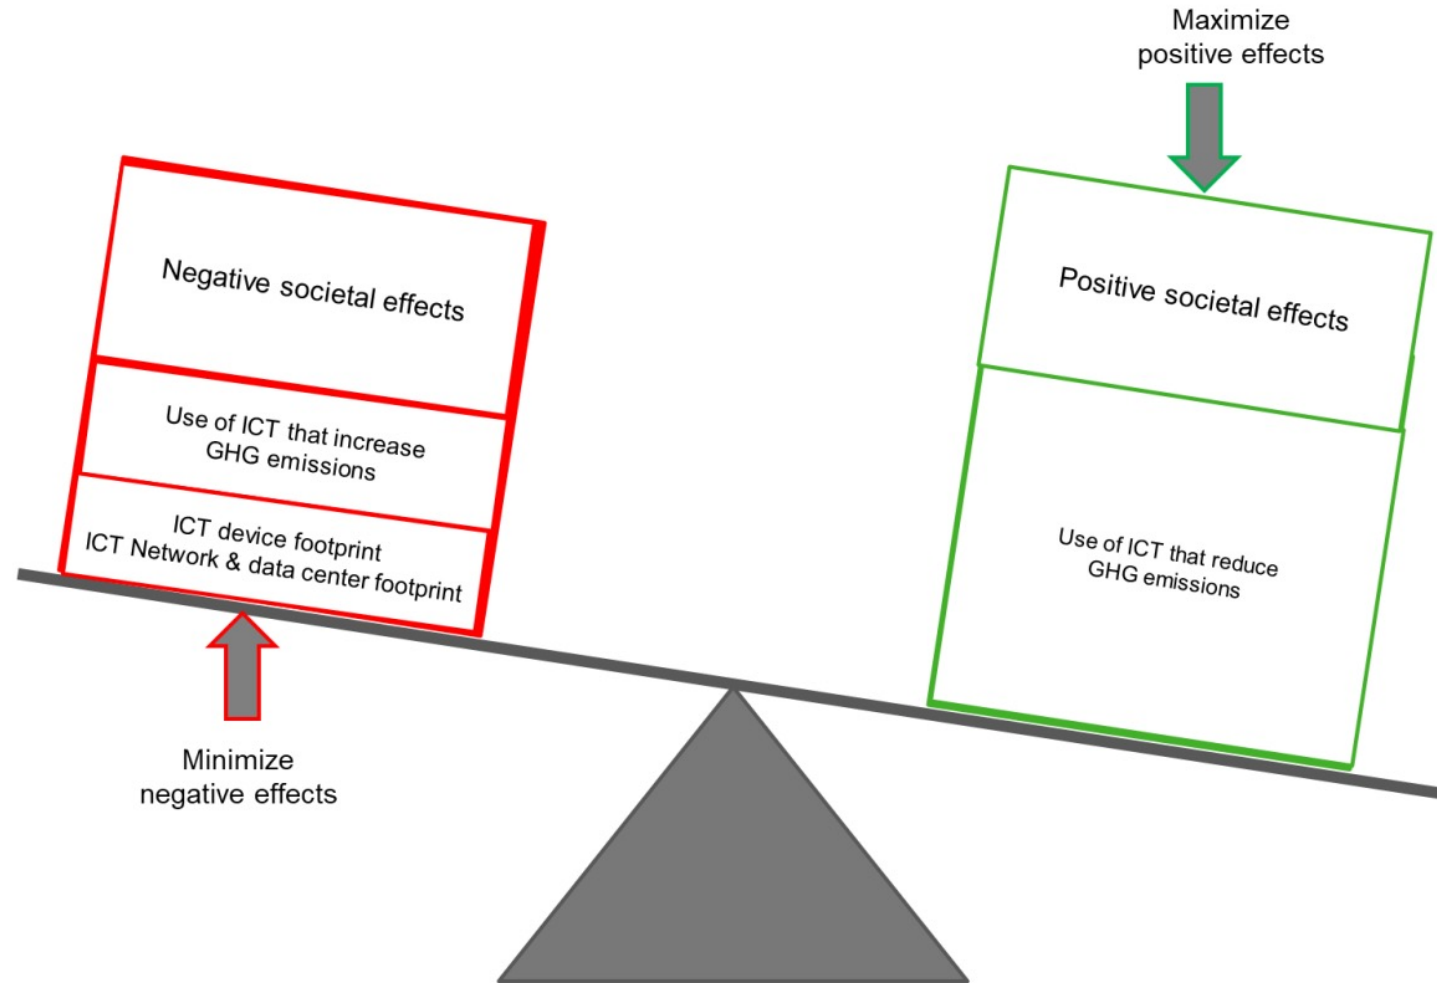 Maximize
positive effects
Negative societal effects
Use of ICT that increase
GHG emissions
ICT device footprint
ICT Network & data center footprint
Minimize
negative effects
Positive societal effects
Use of ICT that reduce
GHG emissions